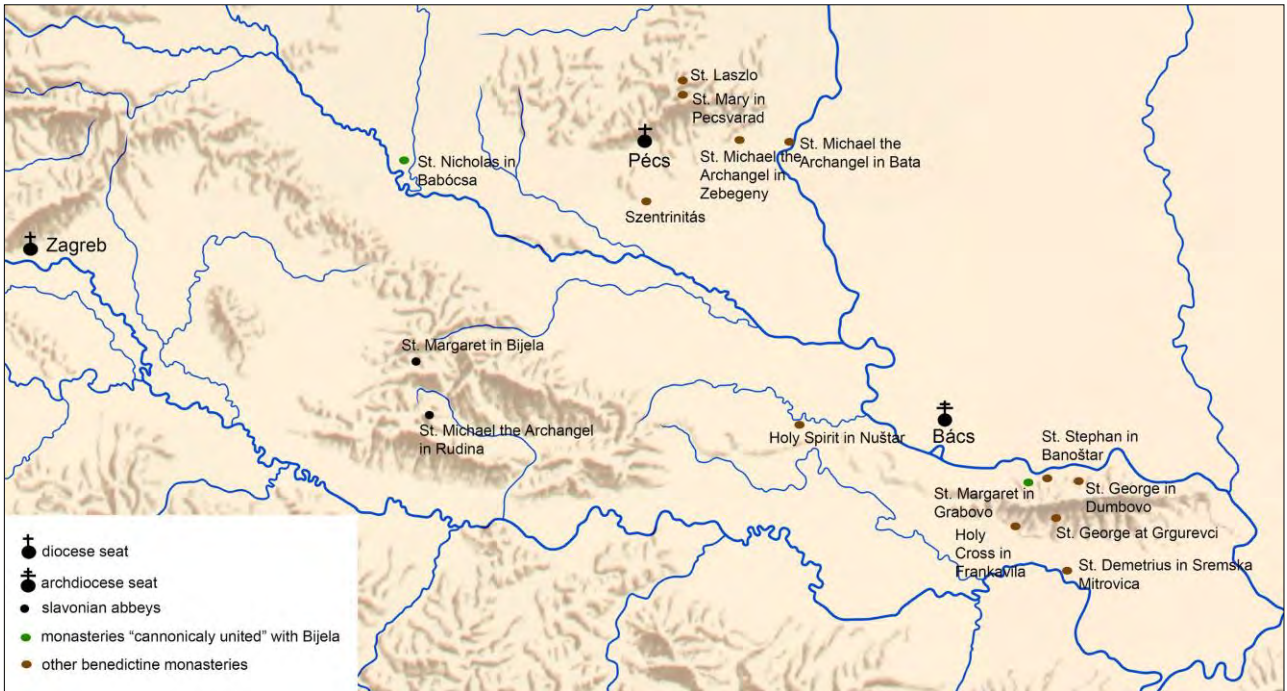 St. Laszlo
St. Mary in
Pecsvarad
St. Michael the
Archangel in Bata
Pécs
St. Michael the
Archangel in
Zebegeny
St. Nicholas in
Babócsa
Szentrinitás
Zagreb
St. Margaret in Bijela
St. Michael the Archangel
in Rudina
Holy Spirit in Nuštar
Bács
St. Stephan in
Banoštar
St. Margaret in
Grabovo
St. George in
Dumbovo
Holy
Cross in
Frankavila
St. George at Grgurevci
St. Demetrius in Sremska
Mitrovica
diocese seat
archdiocese seat
slavonian abbeys
monasteries “cannonicaly united” with Bijela
other benedictine monasteries